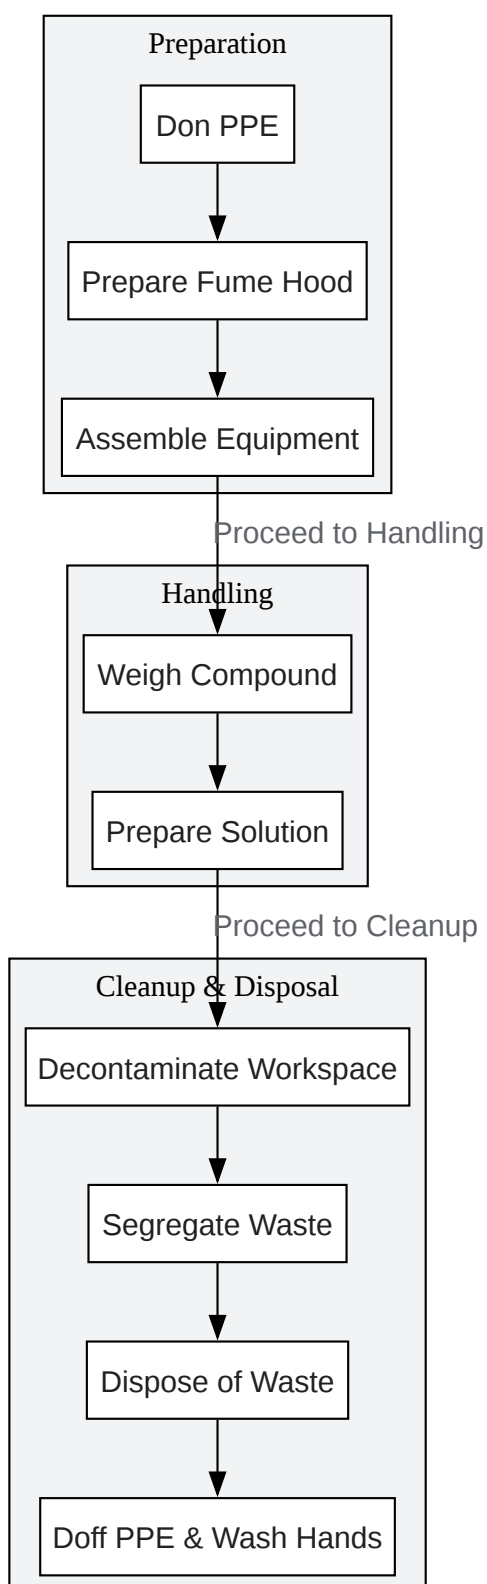 Preparation
Don PPE
Prepare Fume Hood
Assemble Equipment
Proceed to Handling
Handling
Weigh Compound
Prepare Solution
Proceed to Cleanup
Cleanup & Disposal
Decontaminate Workspace
Segregate Waste
Dispose of Waste
Doff PPE & Wash Hands